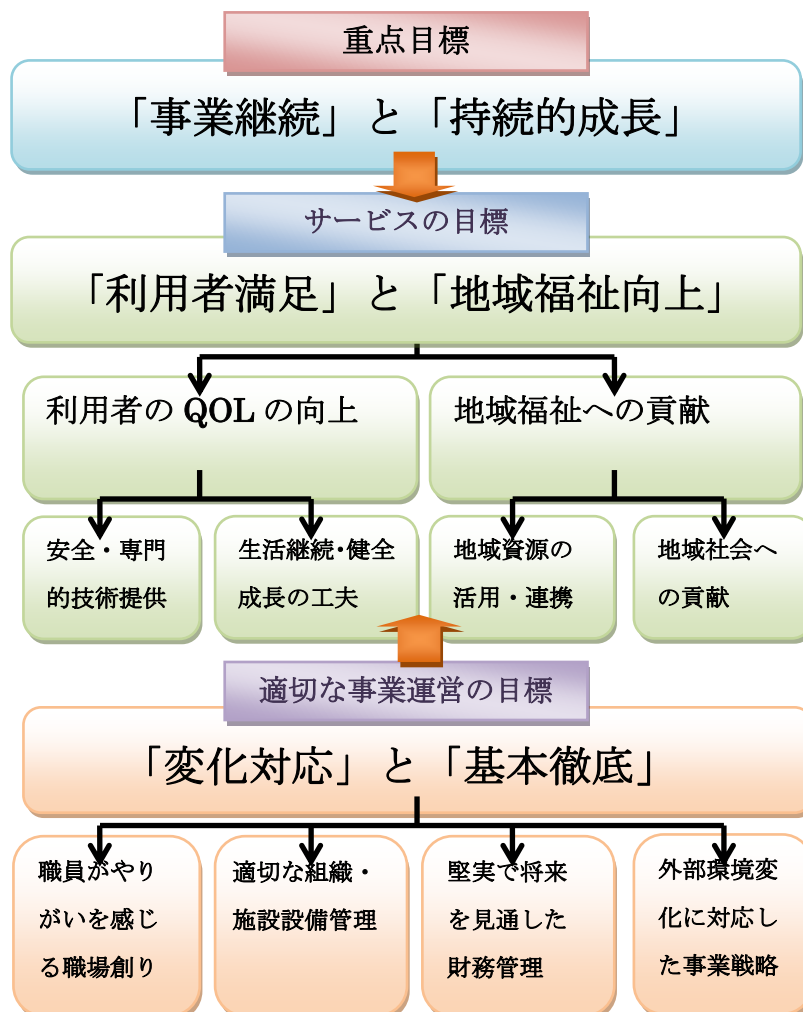 重点目標
「事業継続」と「持続的成長」
サービスの目標
「利用者満足」と「地域福祉向上」
利用者の QOL の向上
地域福祉への貢献
安全・専門
的技術提供
生活継続・健全
成長の工夫
地域資源の
活用・連携
地域社会へ
の貢献
適切な事業運営の目標
「変化対応」と「基本徹底」
職員がやり
がいを感じ
る職場創り
適切な組織・
施設設備管理
堅実で将来
を見通した
財務管理
外部環境変
化に対応し
た事業戦略